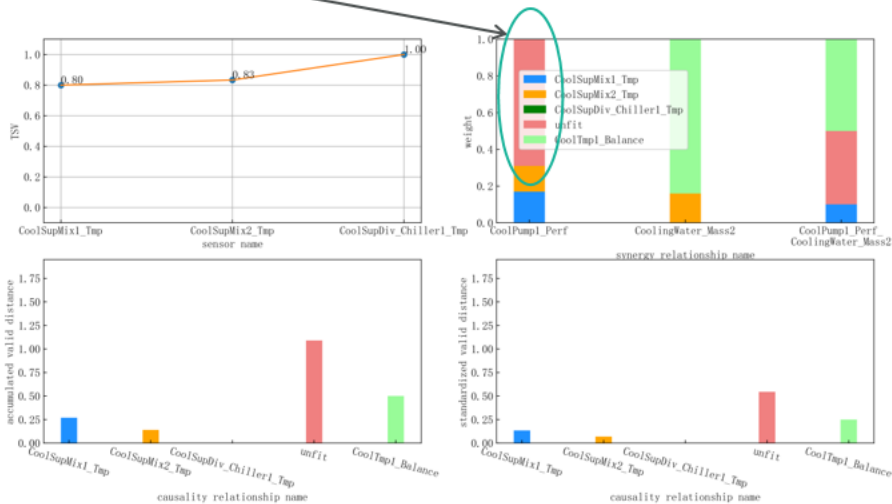 1.0
0.8
0.6
0.4
0.2
0.0
TSV
0.80
0.83
1.00
CoolSupMix1_Tmp
CoolSupMix2_Tmp
CoolSupDiv_Chiller1_Tmp
sensor name
1.0
0.8
0.6
0.4
0.2
0.0
weight
CoolSupMix1_Tmp
CoolSupMix2_Tmp
CoolSupDiv_Chiller1_Tmp
unfit
CoolTmp1_Balance
CoolPump1_Perf
CoolingWater_Mass2
CoolPump1_Perf_
CoolingWater_Mass2
synergy relationship name
1.75
1.50
1.25
1.00
0.75
0.50
0.25
0.00
accumulated valid distance
CoolSupMix1_Tmp
CoolSupMix2_Tmp
CoolSupDiv_Chiller1_Tmp
unfit
CoolTmp1_Balance
causality relationship name
1.75
1.50
1.25
1.00
0.75
0.50
0.25
0.00
standardized valid distance
CoolSupMix1_Tmp
CoolSupMix2_Tmp
CoolSupDiv_Chiller1_Tmp
unfit
CoolTmp1_Balance
causality relationship name